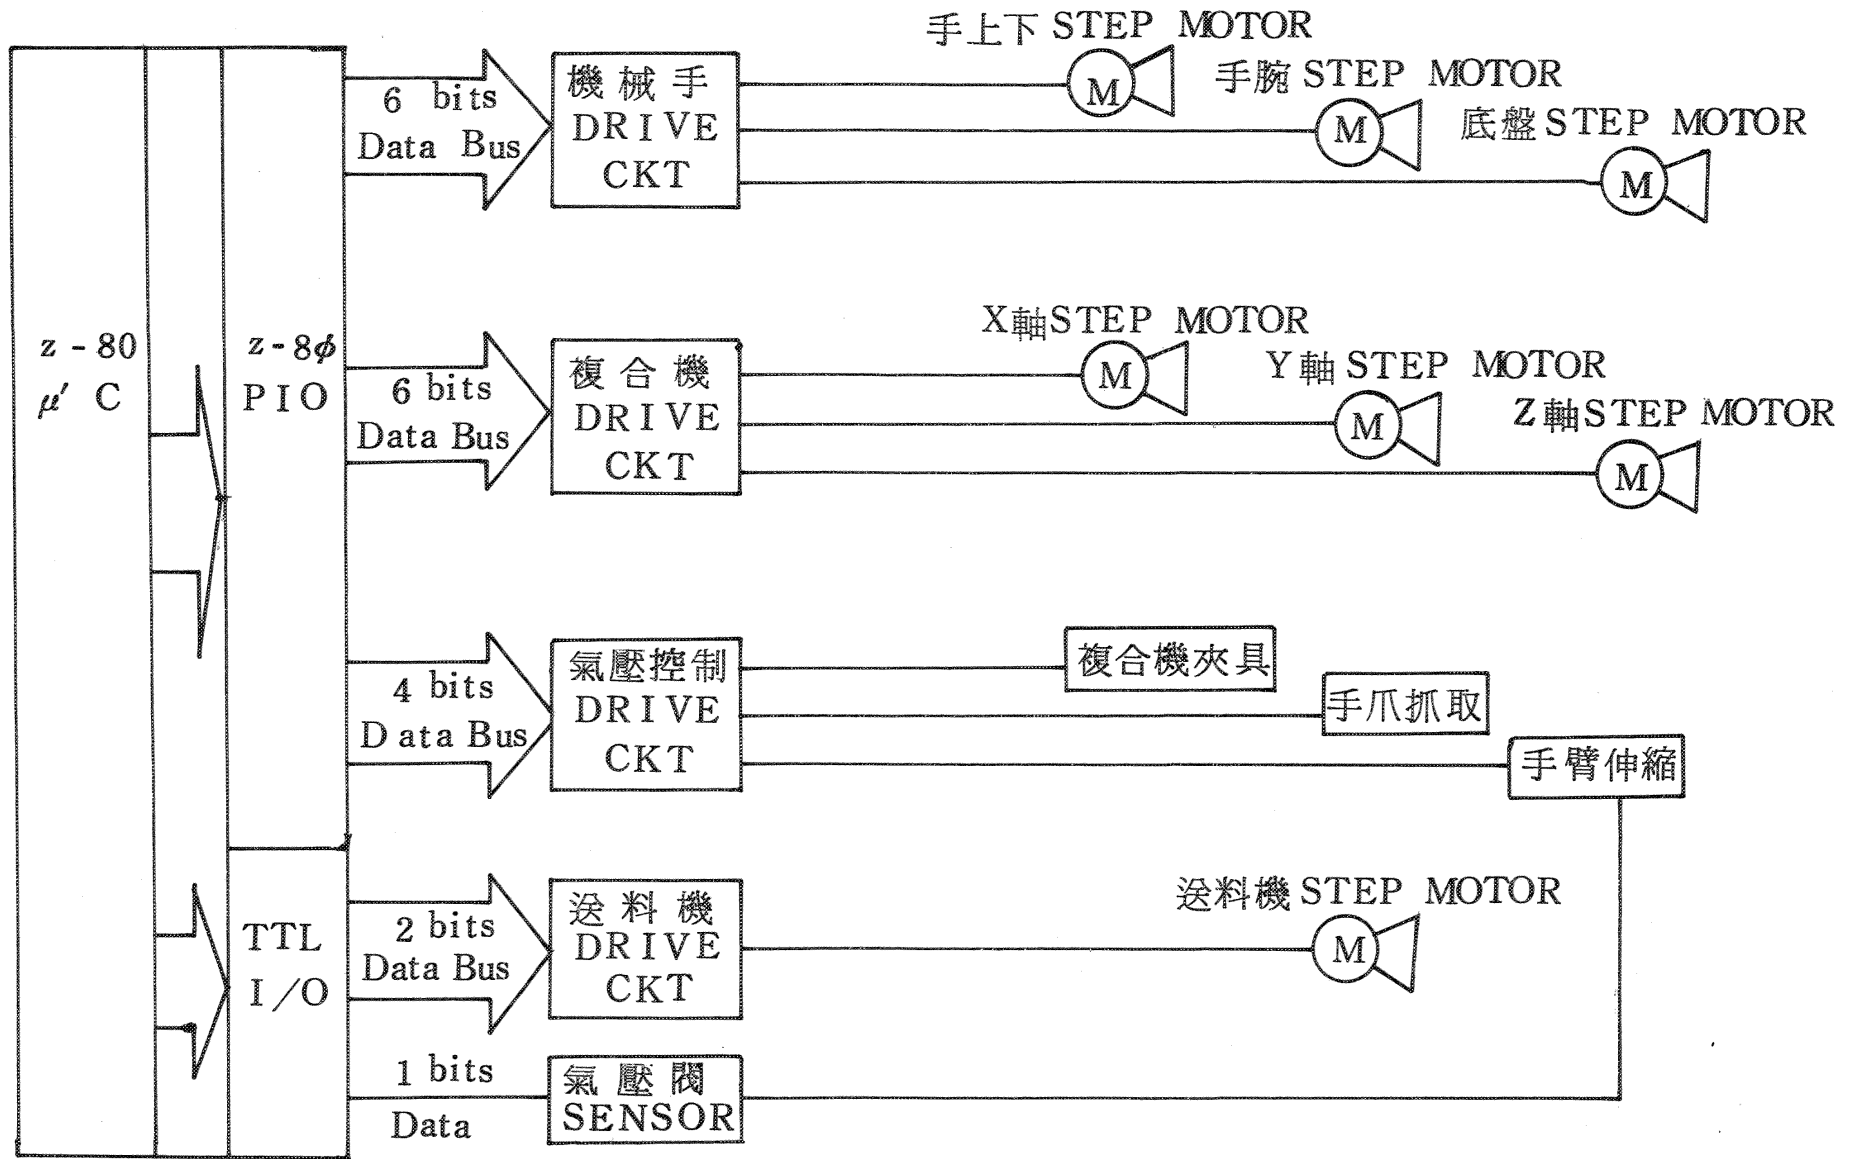 z - 80
μ' C
z - 8ϕ
PIO
TTL
I/O
6 bits
Data Bus
機械手
DRIVE
CKT
手上下 STEP MOTOR
M
手腕 STEP MOTOR
M
底盤 STEP MOTOR
M
6 bits
Data Bus
複合機
DRIVE
CKT
X軸 STEP MOTOR
M
Y軸 STEP MOTOR
M
Z軸 STEP MOTOR
M
4 bits
Data Bus
氣壓控制
DRIVE
CKT
複合機夾具
手爪抓取
手臂伸縮
2 bits
Data Bus
送料機
DRIVE
CKT
送料機 STEP MOTOR
M
1 bits
Data
氣壓閥
SENSOR